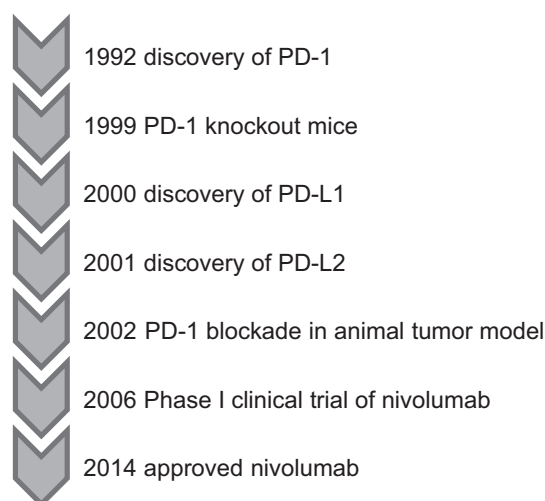 1992 discovery of PD-1
1999 PD-1 knockout mice
2000 discovery of PD-L1
2001 discovery of PD-L2
2002 PD-1 blockade in animal tumor model
2006 Phase I clinical trial of nivolumab
2014 approved nivolumab